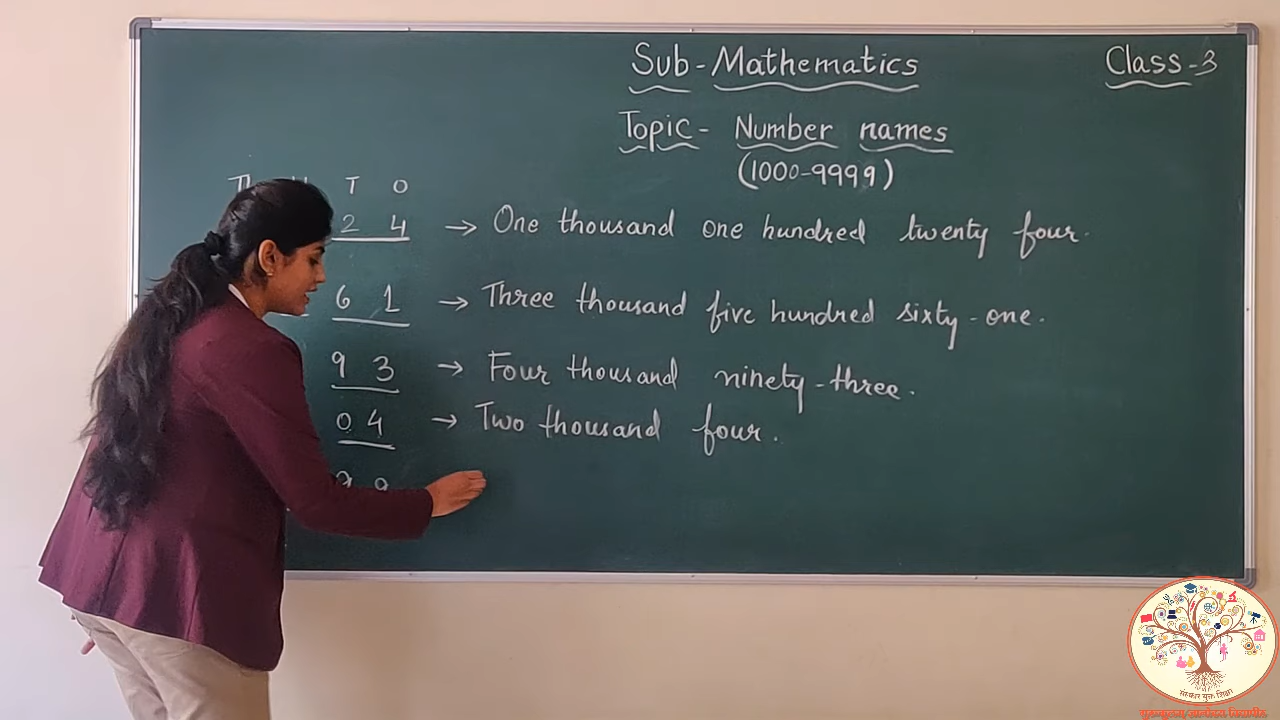 Sub - Mathematics
Class - 3
Topic - Number names
(1000-9999)
T O
2 4 → One thousand one hundred twenty four.
6 1 → Three thousand five hundred sixty-one.
9 3 → Four thousand ninety-three.
0 4 → Two thousand four.
संस्कार युक्त शिक्षा